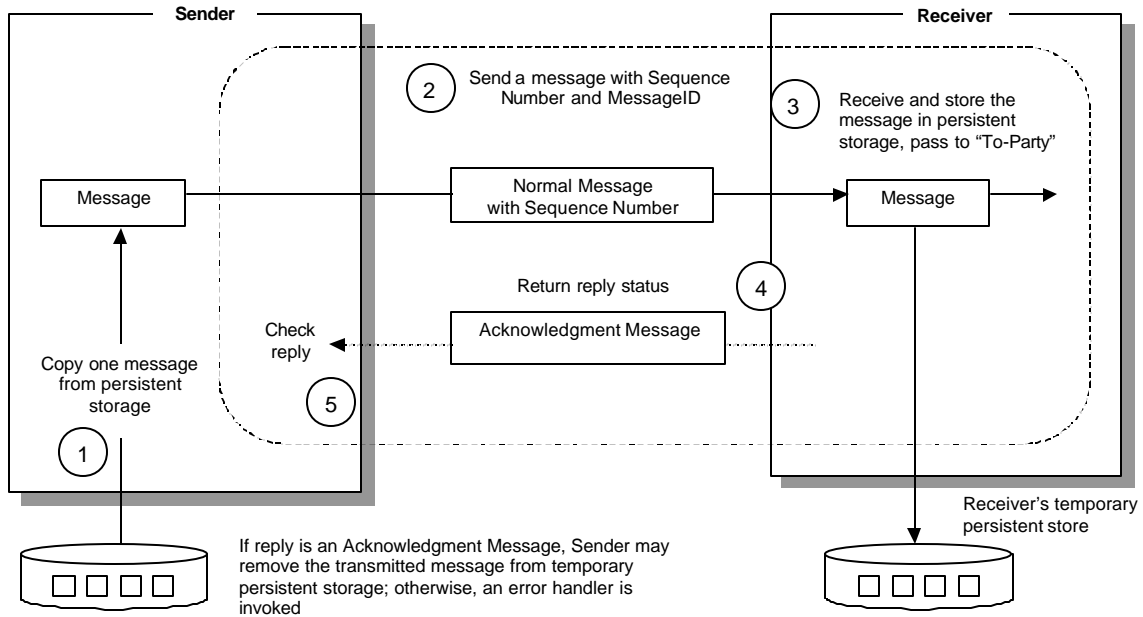 Sender
Receiver
2
Send a message with Sequence
Number and MessageID
3
Receive and store the
message in persistent
storage, pass to “To-Party”
Message
Normal Message
with Sequence Number
Message
Return reply status
4
Acknowledgment Message
Check
reply
5
Copy one message
from persistent
storage
1
Receiver's temporary
persistent store
If reply is an Acknowledgment Message, Sender may
remove the transmitted message from temporary
persistent storage; otherwise, an error handler is
invoked